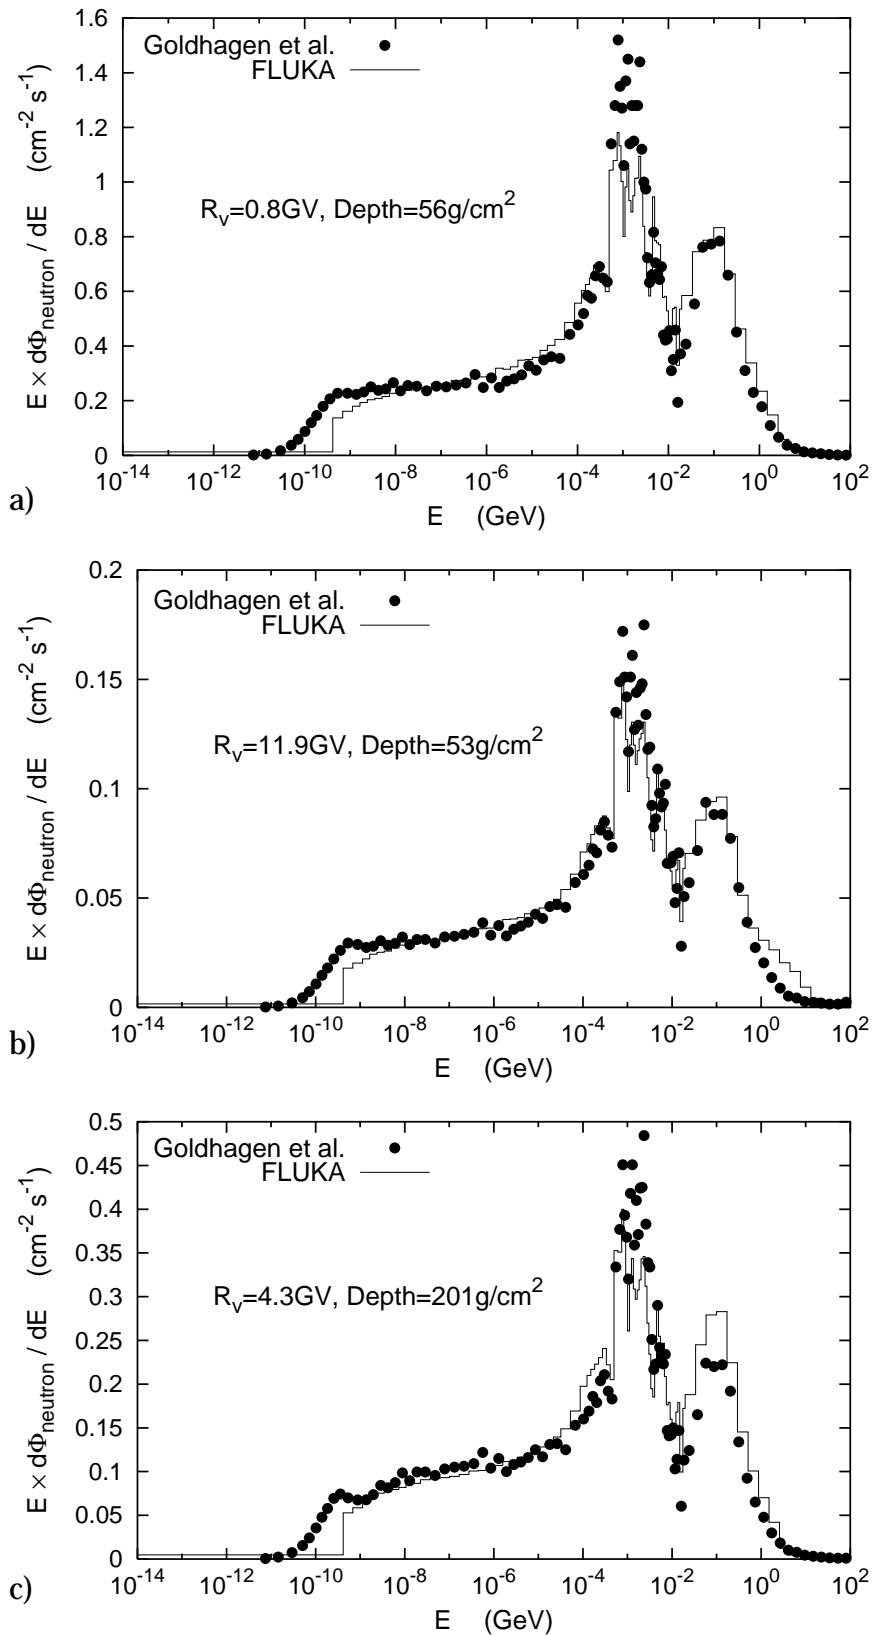 1.6
1.4
1.2
1
0.8
0.6
0.4
0.2
0
E × dΦneutron / dE (cm⁻² s⁻¹)
Goldhagen et al.
FLUKA
Rᵥ=0.8GV, Depth=56g/cm²
10⁻¹⁴ 10⁻¹² 10⁻¹⁰ 10⁻⁸ 10⁻⁶ 10⁻⁴ 10⁻² 10⁰ 10²
E (GeV)
a)
0.2
0.15
0.1
0.05
0
E × dΦneutron / dE (cm⁻² s⁻¹)
Goldhagen et al.
FLUKA
Rᵥ=11.9GV, Depth=53g/cm²
10⁻¹⁴ 10⁻¹² 10⁻¹⁰ 10⁻⁸ 10⁻⁶ 10⁻⁴ 10⁻² 10⁰ 10²
E (GeV)
b)
0.5
0.45
0.4
0.35
0.3
0.25
0.2
0.15
0.1
0.05
0
E × dΦneutron / dE (cm⁻² s⁻¹)
Goldhagen et al.
FLUKA
Rᵥ=4.3GV, Depth=201g/cm²
10⁻¹⁴ 10⁻¹² 10⁻¹⁰ 10⁻⁸ 10⁻⁶ 10⁻⁴ 10⁻² 10⁰ 10²
E (GeV)
c)